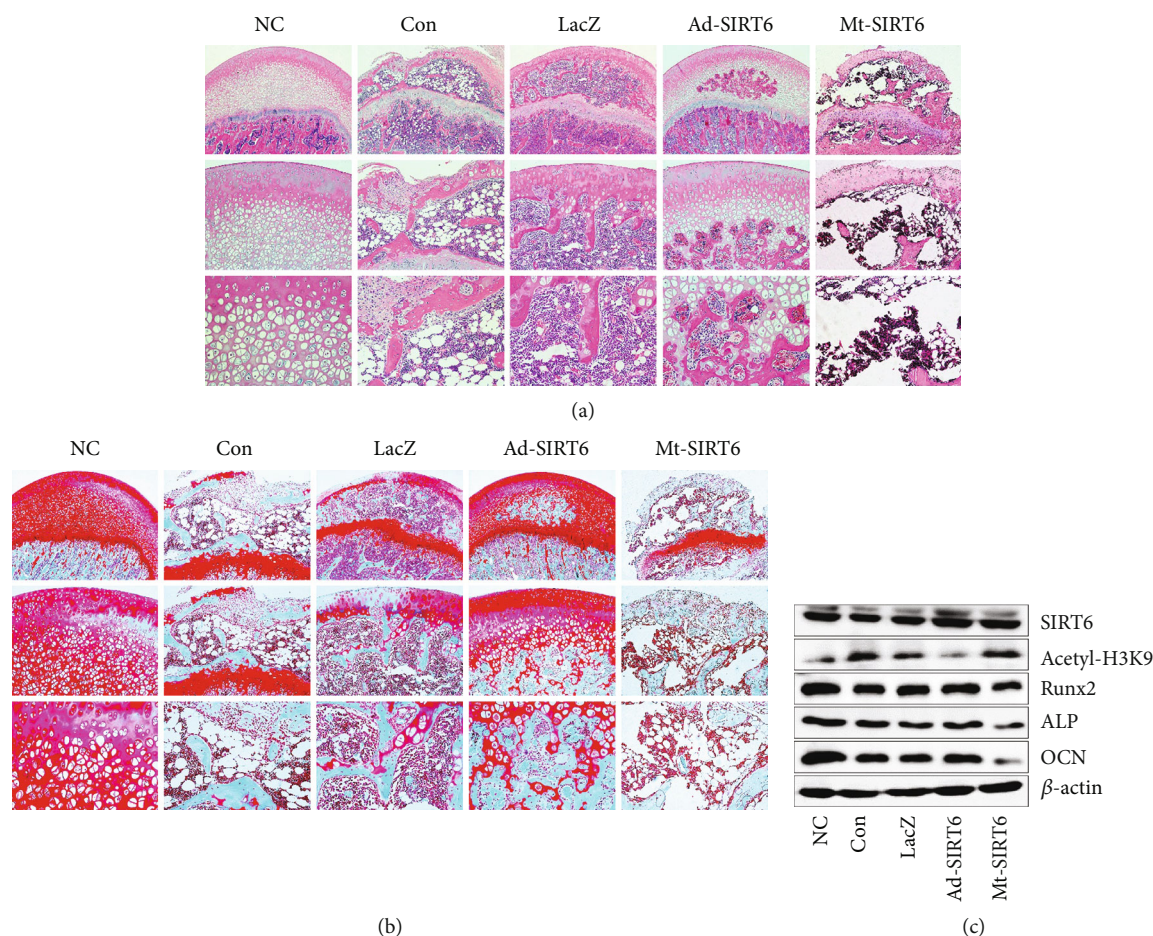 NC Con LacZ Ad-SIRT6 Mt-SIRT6
(a)
NC Con LacZ Ad-SIRT6 Mt-SIRT6
(b)
SIRT6
Acetyl-H3K9
Runx2
ALP
OCN
β-actin
NC Con LacZ Ad-SIRT6 Mt-SIRT6
(c)